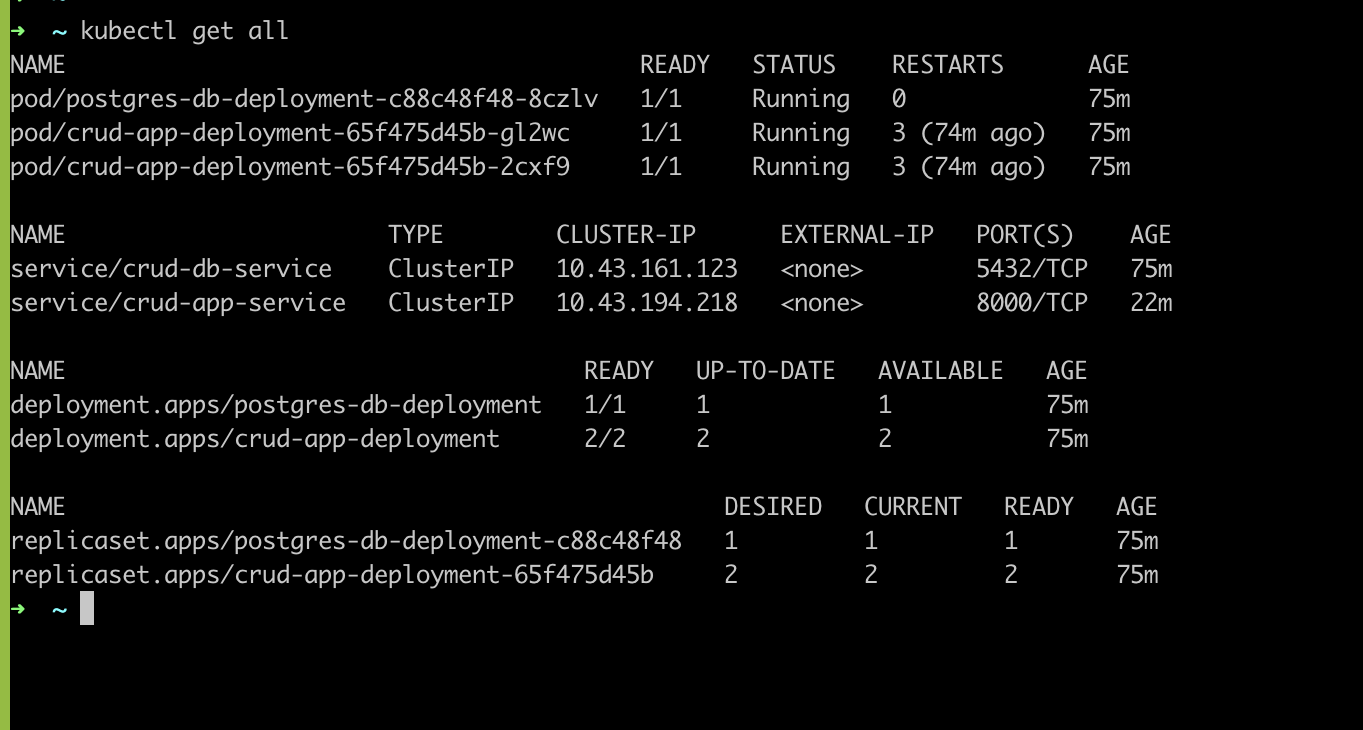 ➜ ~ kubectl get all
NAME READY STATUS RESTARTS AGE
pod/postgres-db-deployment-c88c48f48-8czlv 1/1 Running 0 75m
pod/crud-app-deployment-65f475d45b-gl2wc 1/1 Running 3 (74m ago) 75m
pod/crud-app-deployment-65f475d45b-2cxf9 1/1 Running 3 (74m ago) 75m
NAME TYPE CLUSTER-IP EXTERNAL-IP PORT(S) AGE
service/crud-db-service ClusterIP 10.43.161.123 <none> 5432/TCP 75m
service/crud-app-service ClusterIP 10.43.194.218 <none> 8000/TCP 22m
NAME READY UP-TO-DATE AVAILABLE AGE
deployment.apps/postgres-db-deployment 1/1 1 1 75m
deployment.apps/crud-app-deployment 2/2 2 2 75m
NAME DESIRED CURRENT READY AGE
replicaset.apps/postgres-db-deployment-c88c48f48 1 1 1 75m
replicaset.apps/crud-app-deployment-65f475d45b 2 2 2 75m
➜ ~